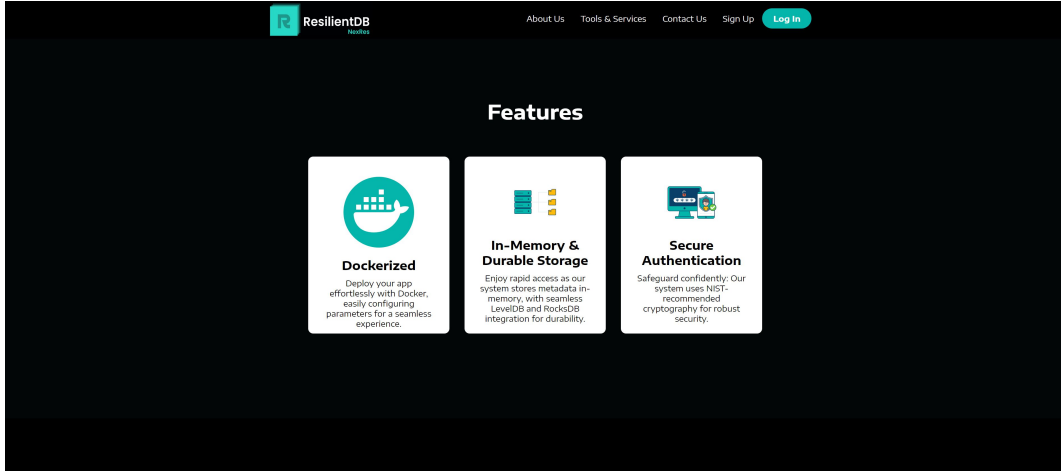 ResilientDB
NexRes
About Us Tools & Services Contact Us Sign Up Log In
Features
Dockerized
Deploy your app
effortlessly with Docker,
easily configuring
parameters for a seamless
experience.
In-Memory &
Durable Storage
Enjoy rapid access as our
system stores metadata in-
memory, with seamless
LevelDB and RocksDB
integration for durability.
Secure
Authentication
Safeguard confidently: Our
system uses NIST-
recommended
cryptography for robust
security.